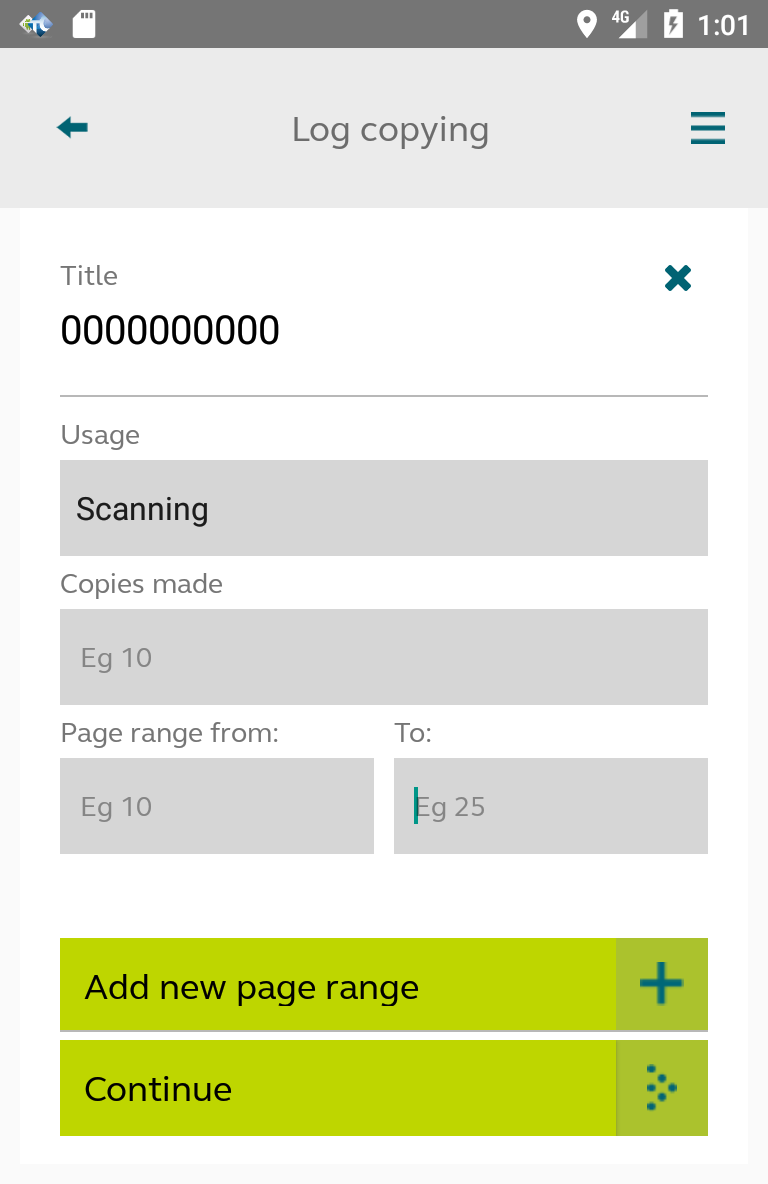 4G 1:01
Log copying
Title
0000000000
Usage
Scanning
Copies made
Eg 10
Page range from: To:
Eg 10 Eg 25
Add new page range
Continue